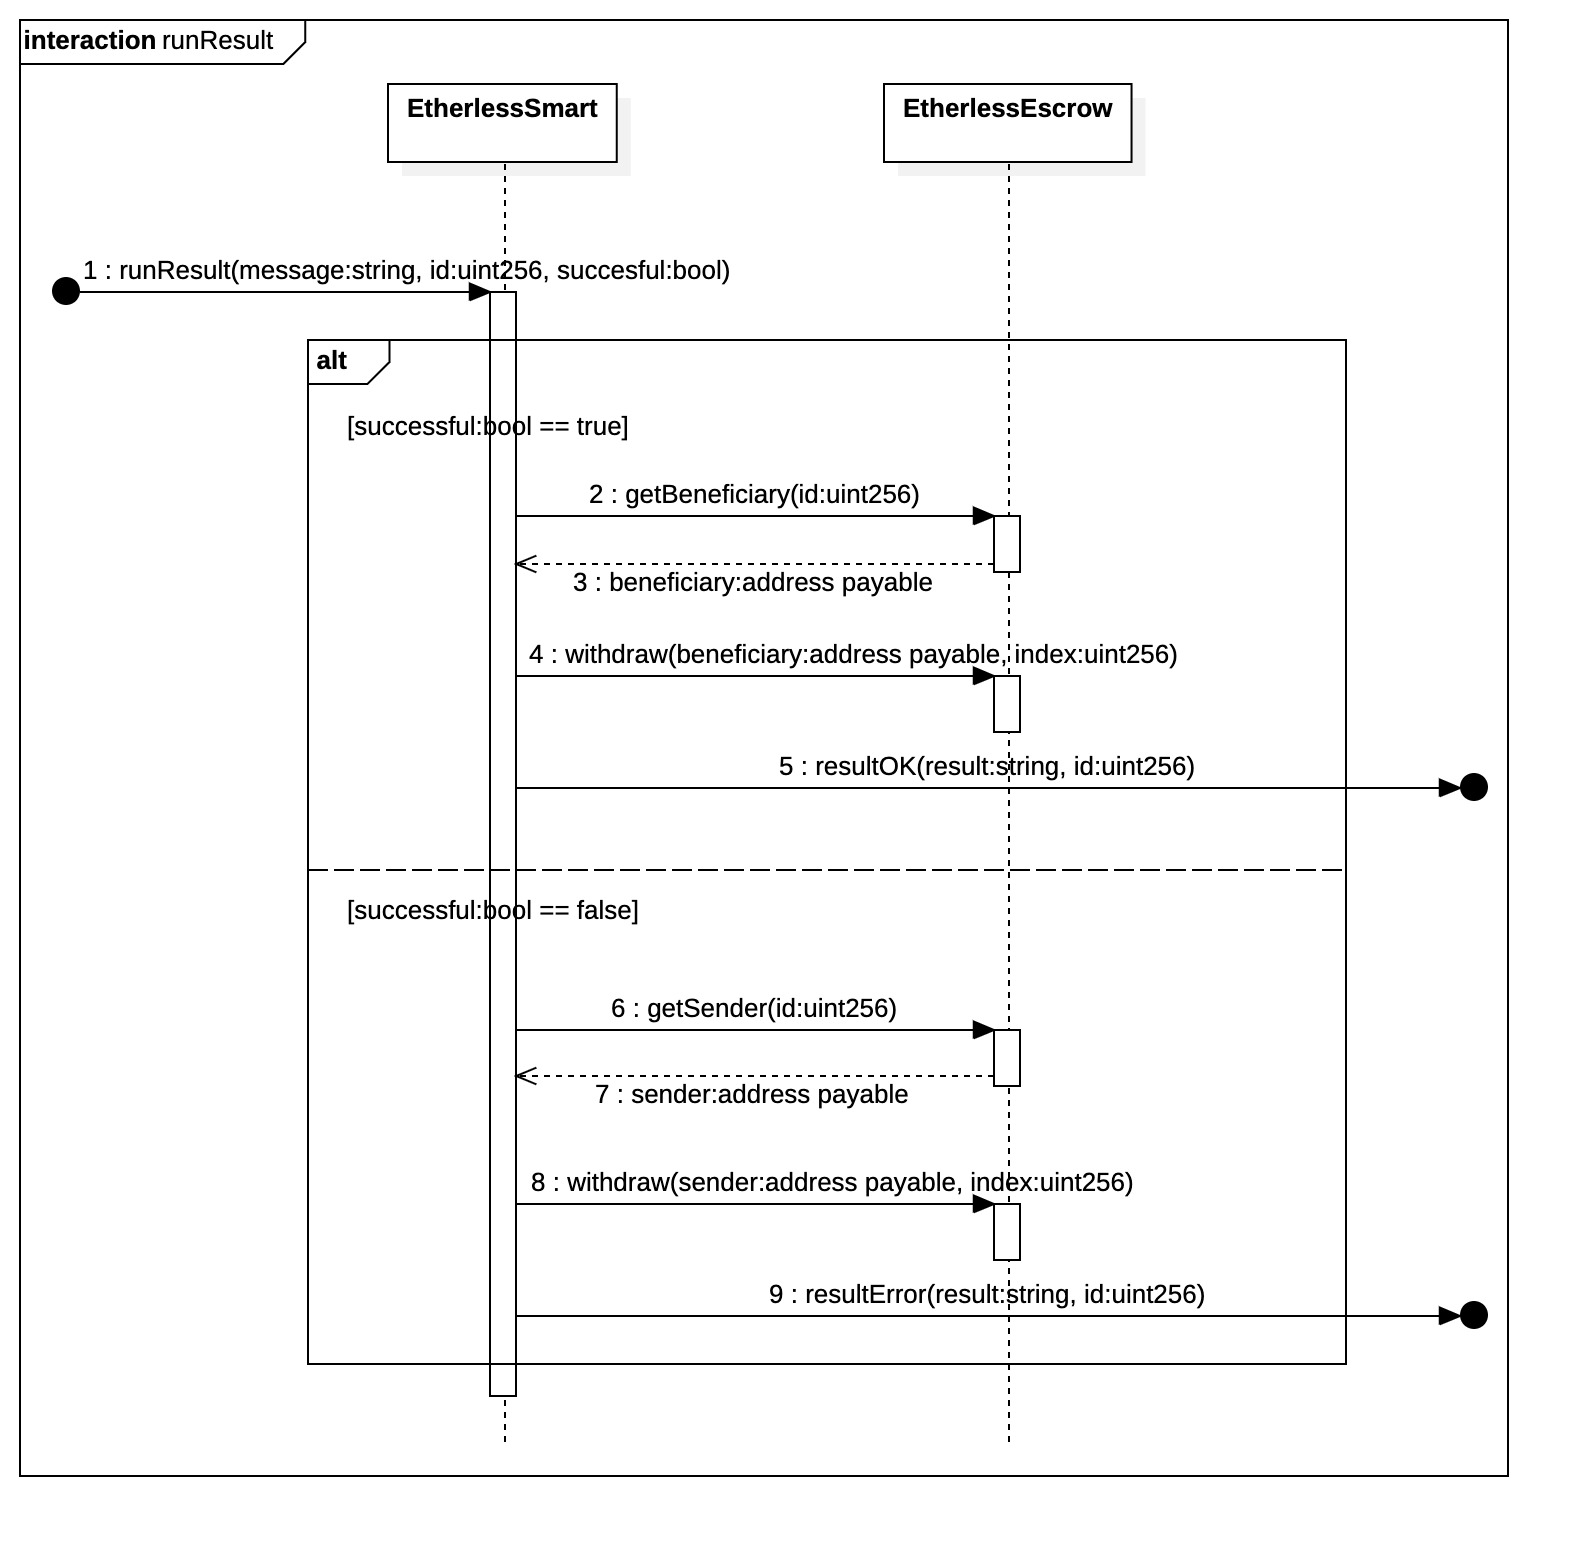 interaction runResult
EtherlessSmart
EtherlessEscrow
1 : runResult(message:string, id:uint256, succesful:bool)
alt
[successful:bool == true]
2 : getBeneficiary(id:uint256)
3 : beneficiary:address payable
4 : withdraw(beneficiary:address payable, index:uint256)
5 : resultOK(result:string, id:uint256)
[successful:bool == false]
6 : getSender(id:uint256)
7 : sender:address payable
8 : withdraw(sender:address payable, index:uint256)
9 : resultError(result:string, id:uint256)